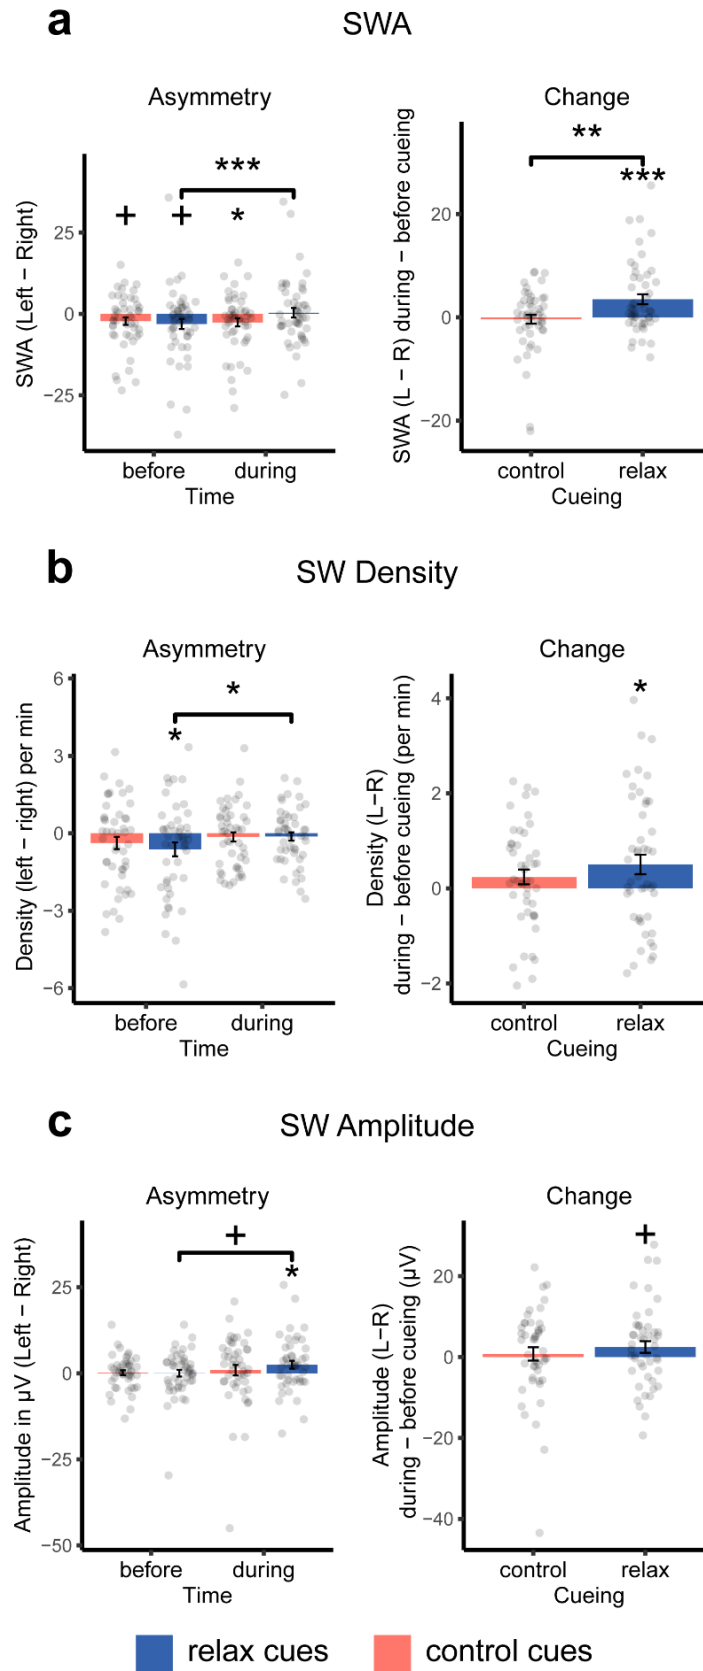 a
SWA
Asymmetry
Change
SWA (Left − Right)
25
0
−25
+
+
*
***
before
during
Time
SWA (L − R) during − before cueing
20
0
−20
**
***
control
relax
Cueing
b
SW Density
Asymmetry
Change
Density (left − right) per min
6
3
0
−3
−6
*
*
before
during
Time
Density (L−R)
during − before cueing (per min)
4
2
0
−2
*
control
relax
Cueing
c
SW Amplitude
Asymmetry
Change
Amplitude in μV (Left − Right)
25
0
−25
−50
+
*
before
during
Time
Amplitude (L−R)
during − before cueing (μV)
20
0
−20
−40
+
control
relax
Cueing
relax cues
control cues